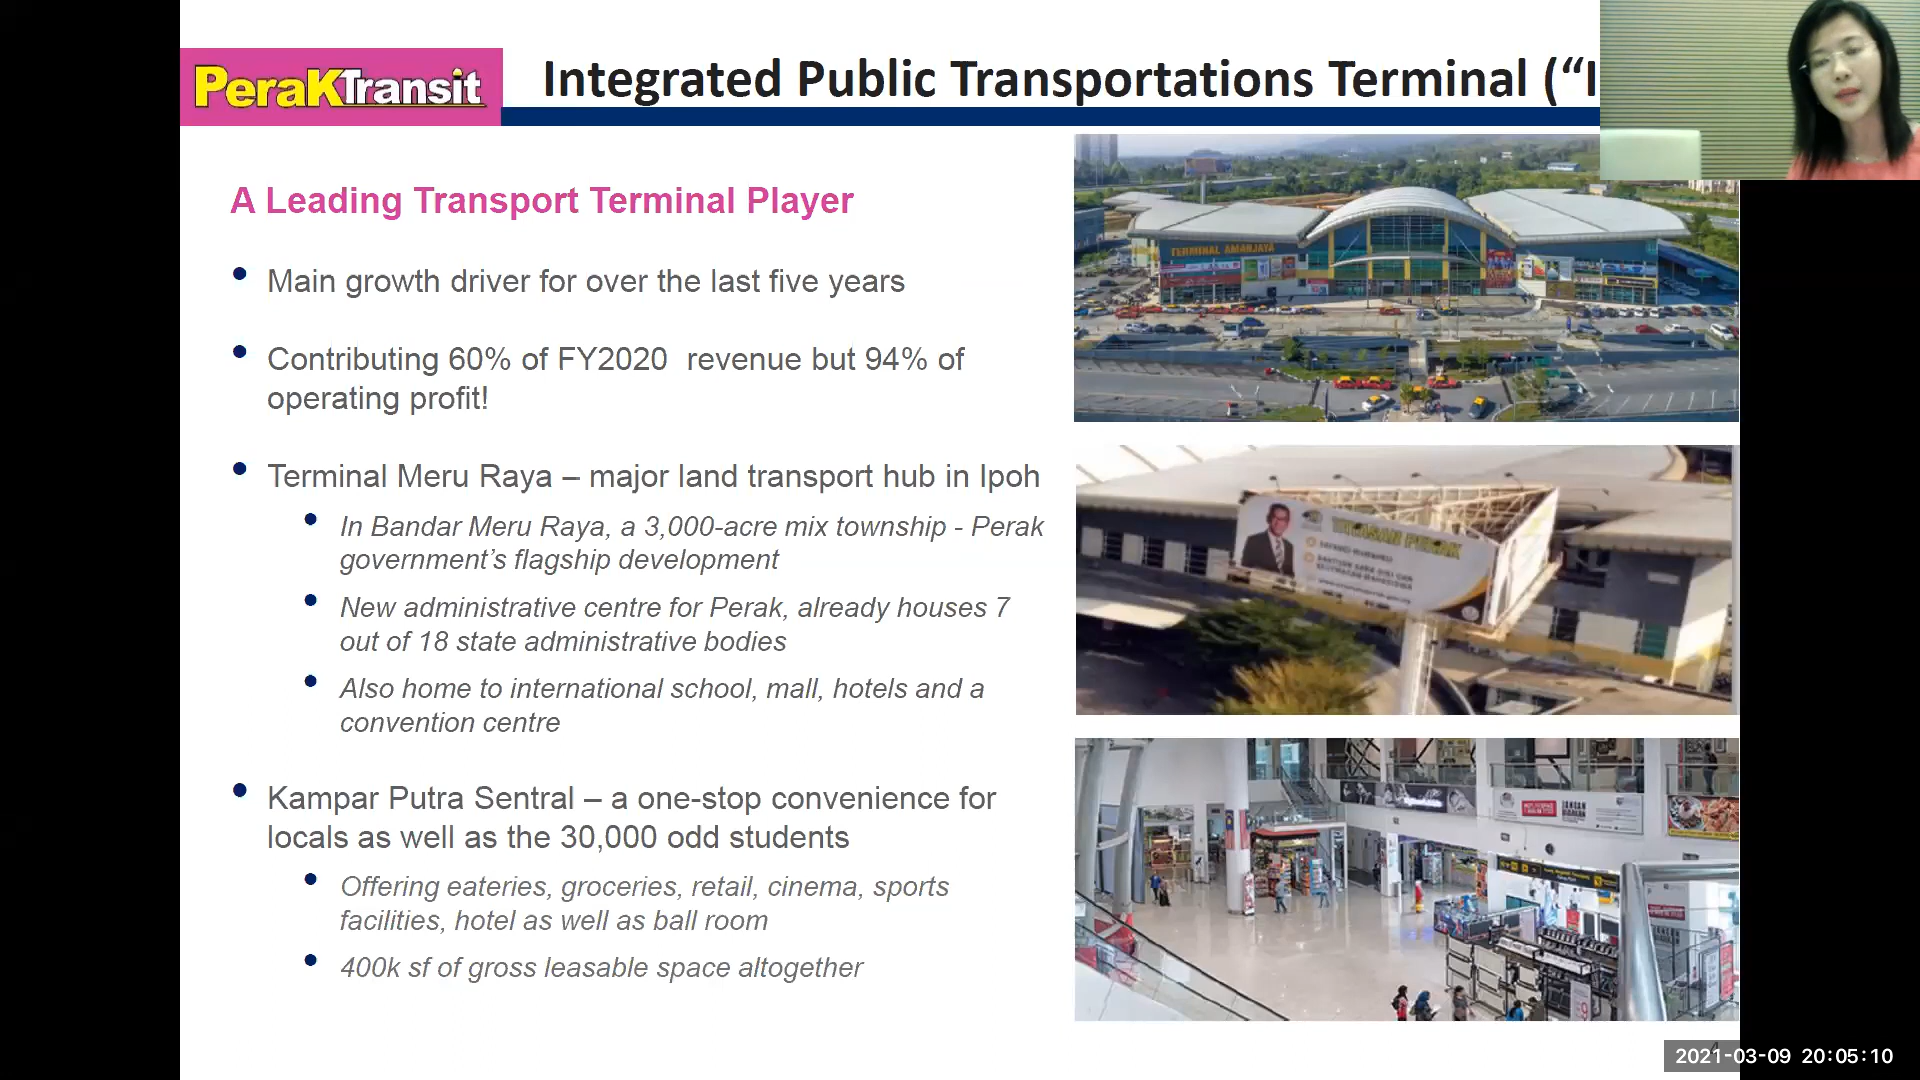 PerakTransit
Integrated Public Transportations Terminal (“I
A Leading Transport Terminal Player
• Main growth driver for over the last five years
• Contributing 60% of FY2020 revenue but 94% of
operating profit!
• Terminal Meru Raya – major land transport hub in Ipoh
• In Bandar Meru Raya, a 3,000-acre mix township - Perak
government’s flagship development
• New administrative centre for Perak, already houses 7
out of 18 state administrative bodies
• Also home to international school, mall, hotels and a
convention centre
• Kampar Putra Sentral – a one-stop convenience for
locals as well as the 30,000 odd students
• Offering eateries, groceries, retail, cinema, sports
facilities, hotel as well as ball room
• 400k sf of gross leasable space altogether
TERMINAL AMANJAYA
YAYASAN PERAK
4
2021-03-09 20:05:10